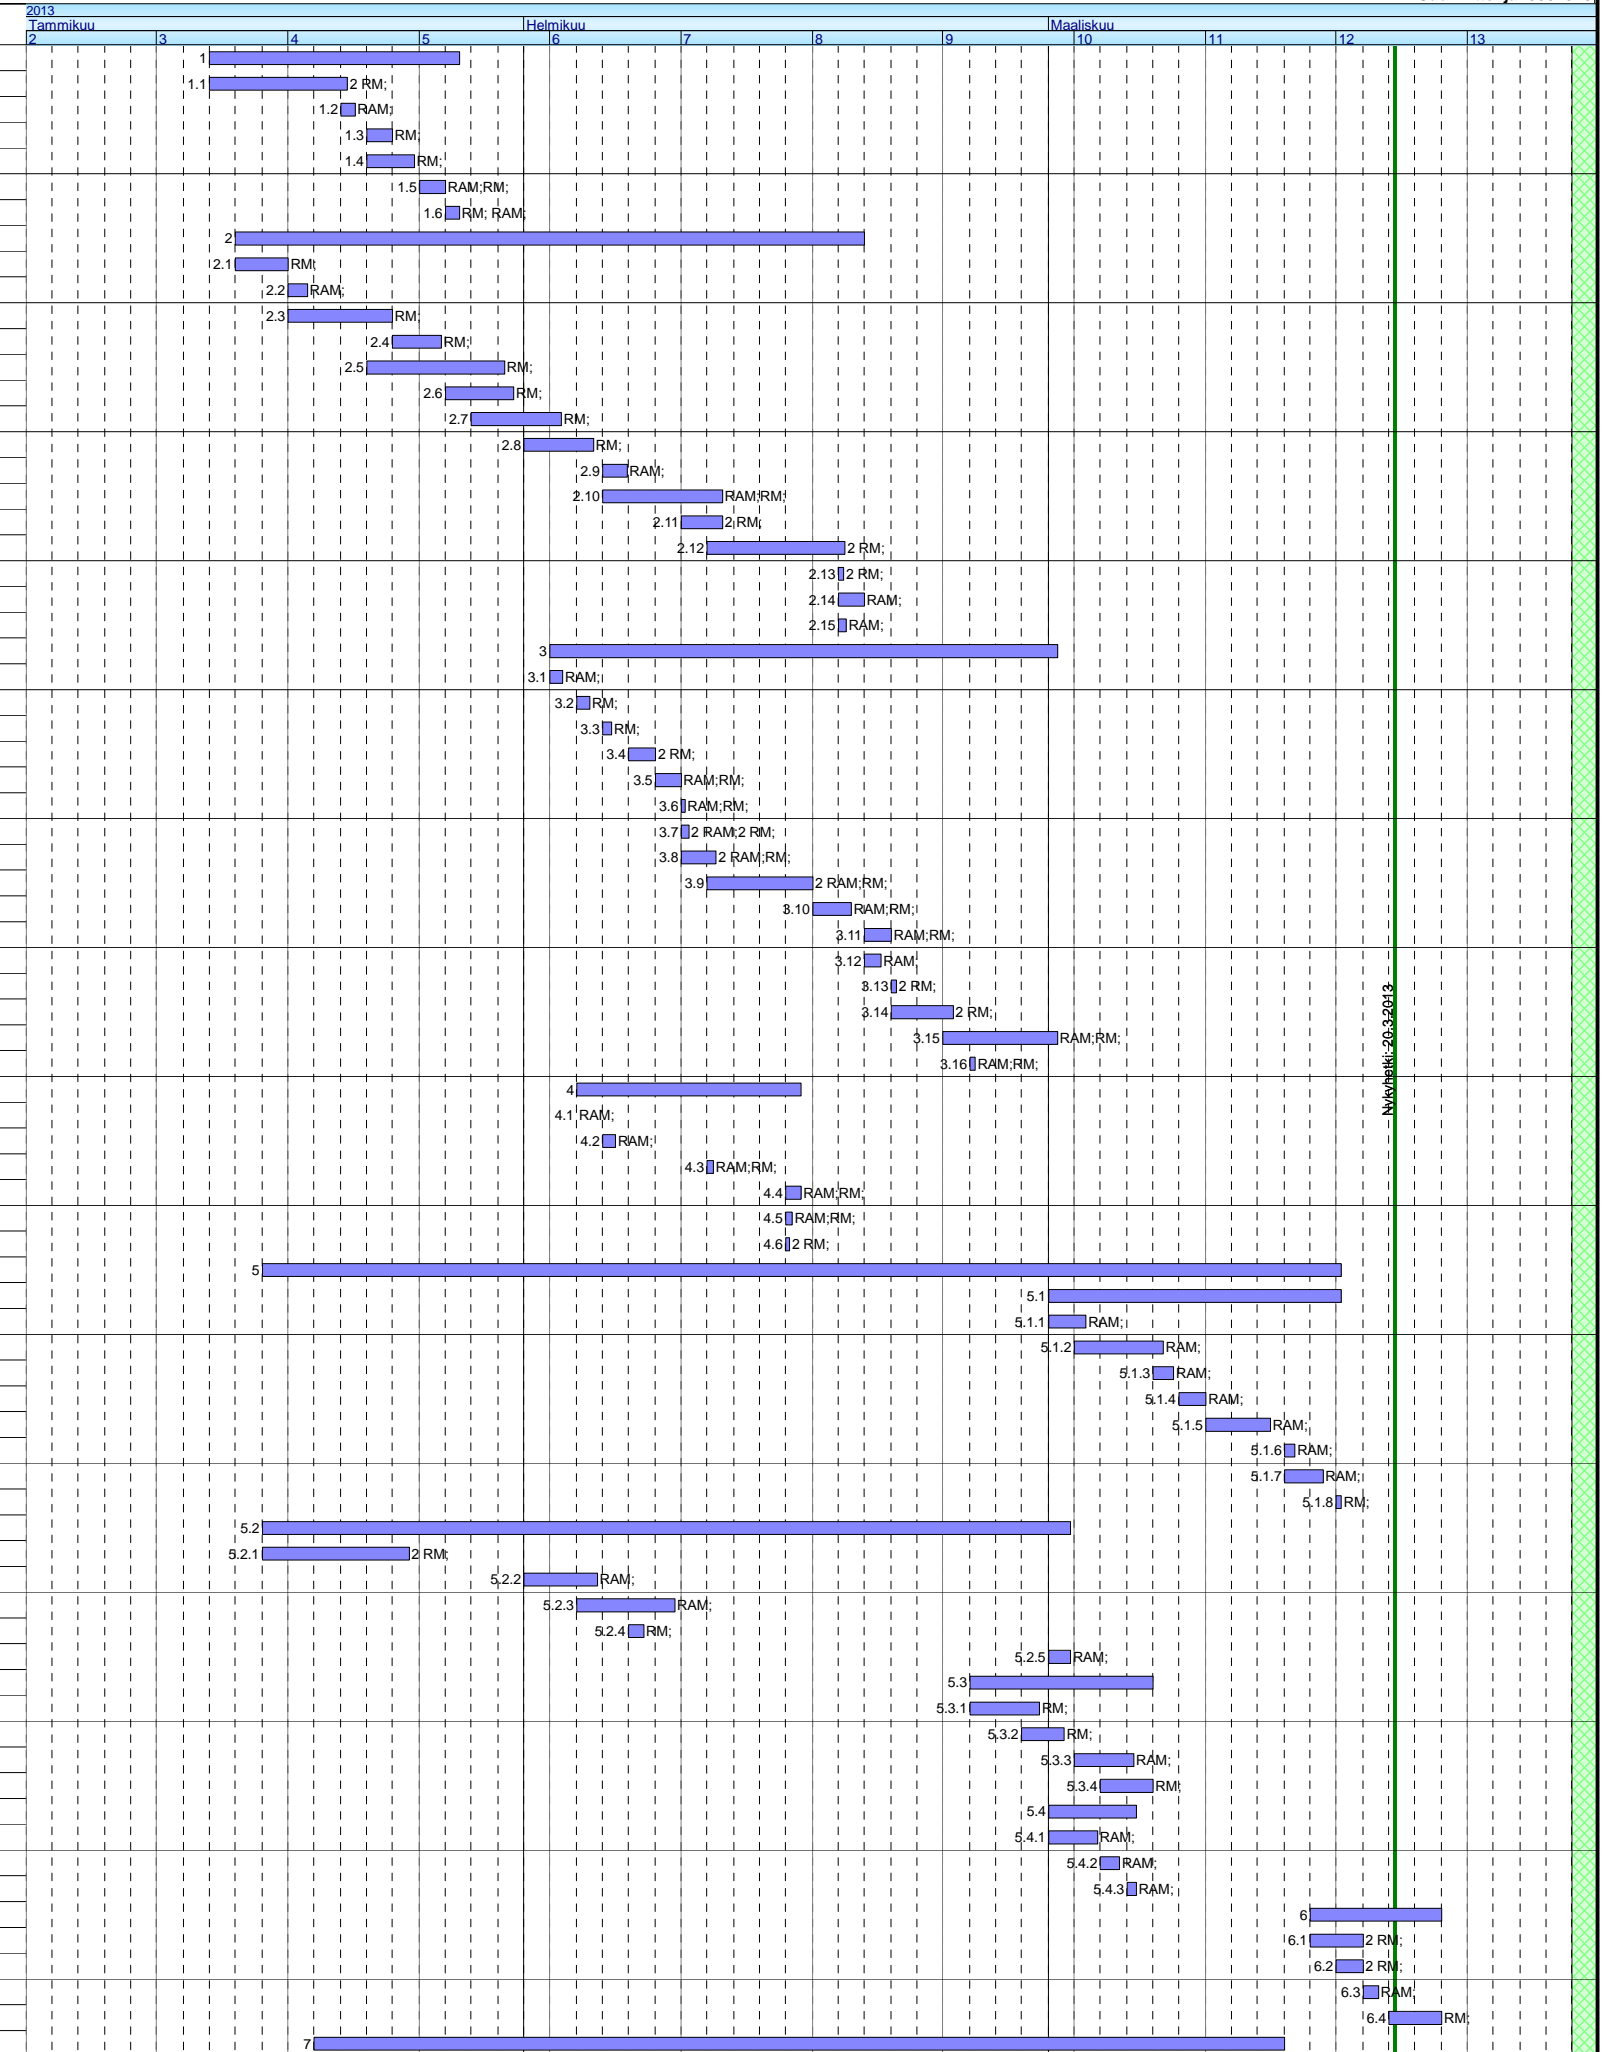 2013
Tammikuu Helmikuu Maaliskuu
2 3 4 5 6 7 8 9 10 11 12 13
1
1.1 2 RM;
1.2 RAM;
1.3 RM;
1.4 RM;
1.5 RAM;RM;
1.6 RM; RAM;
2
2.1 RM;
2.2 RAM;
2.3 RM;
2.4 RM;
2.5 RM;
2.6 RM;
2.7 RM;
2.8 RM;
2.9 RAM;
2.10 RAM;RM;
2.11 2 RM;
2.12 2 RM;
2.13 2 RM;
2.14 RAM;
2.15 RAM;
3
3.1 RAM;
3.2 RM;
3.3 RM;
3.4 2 RM;
3.5 RAM;RM;
3.6 RAM;RM;
3.7 2 RAM;2 RM;
3.8 2 RAM;RM;
3.9 2 RAM;RM;
3.10 RAM;RM;
3.11 RAM;RM;
3.12 RAM;
3.13 2 RM;
3.14 2 RM;
3.15 RAM;RM;
3.16 RAM;RM;
Nykyhetki: 20.3.2013
4
4.1 RAM;
4.2 RAM;
4.3 RAM;RM;
4.4 RAM;RM;
4.5 RAM;RM;
4.6 2 RM;
5
5.1
5.1.1 RAM;
5.1.2 RAM;
5.1.3 RAM;
5.1.4 RAM;
5.1.5 RAM;
5.1.6 RAM;
5.1.7 RAM;
5.1.8 RM;
5.2
5.2.1 2 RM;
5.2.2 RAM;
5.2.3 RAM;
5.2.4 RM;
5.2.5 RAM;
5.3
5.3.1 RM;
5.3.2 RM;
5.3.3 RAM;
5.3.4 RM;
5.4
5.4.1 RAM;
5.4.2 RAM;
5.4.3 RAM;
6
6.1 2 RM;
6.2 2 RM;
6.3 RAM;
6.4 RM;
7